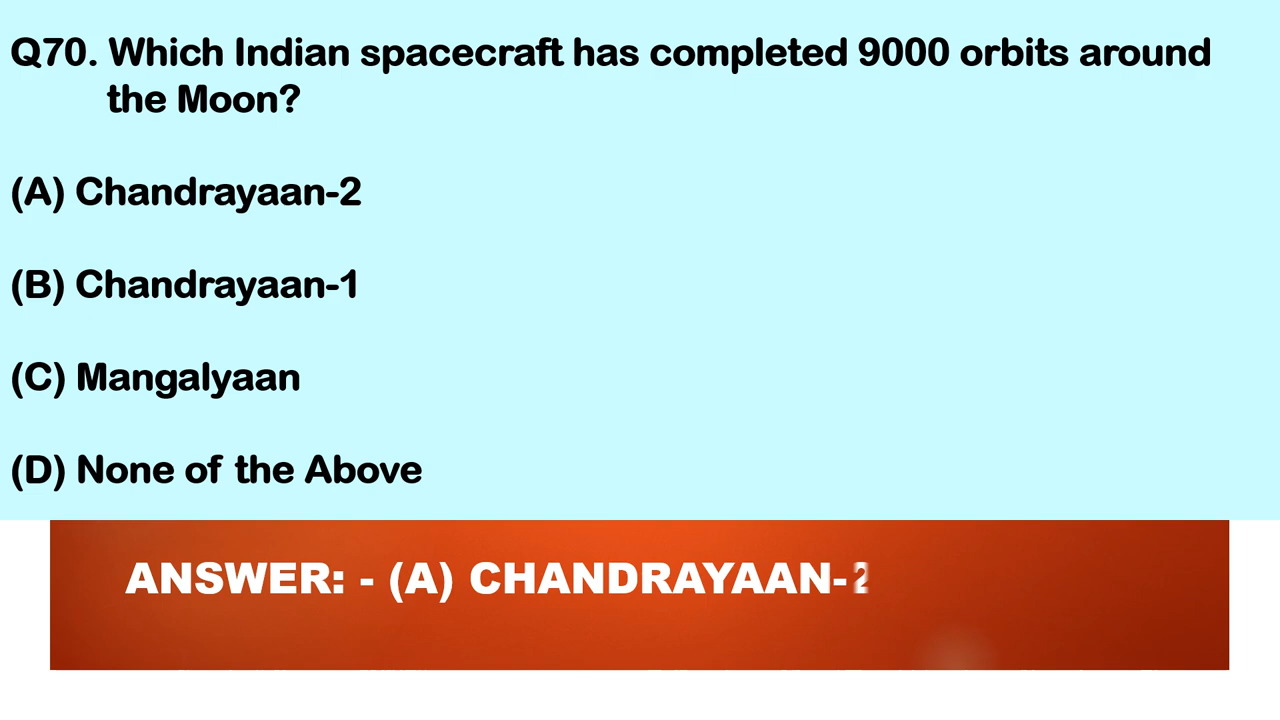 Q70. Which Indian spacecraft has completed 9000 orbits around
the Moon?
(A) Chandrayaan-2
(B) Chandrayaan-1
(C) Mangalyaan
(D) None of the Above
ANSWER: - (A) CHANDRAYAAN-2